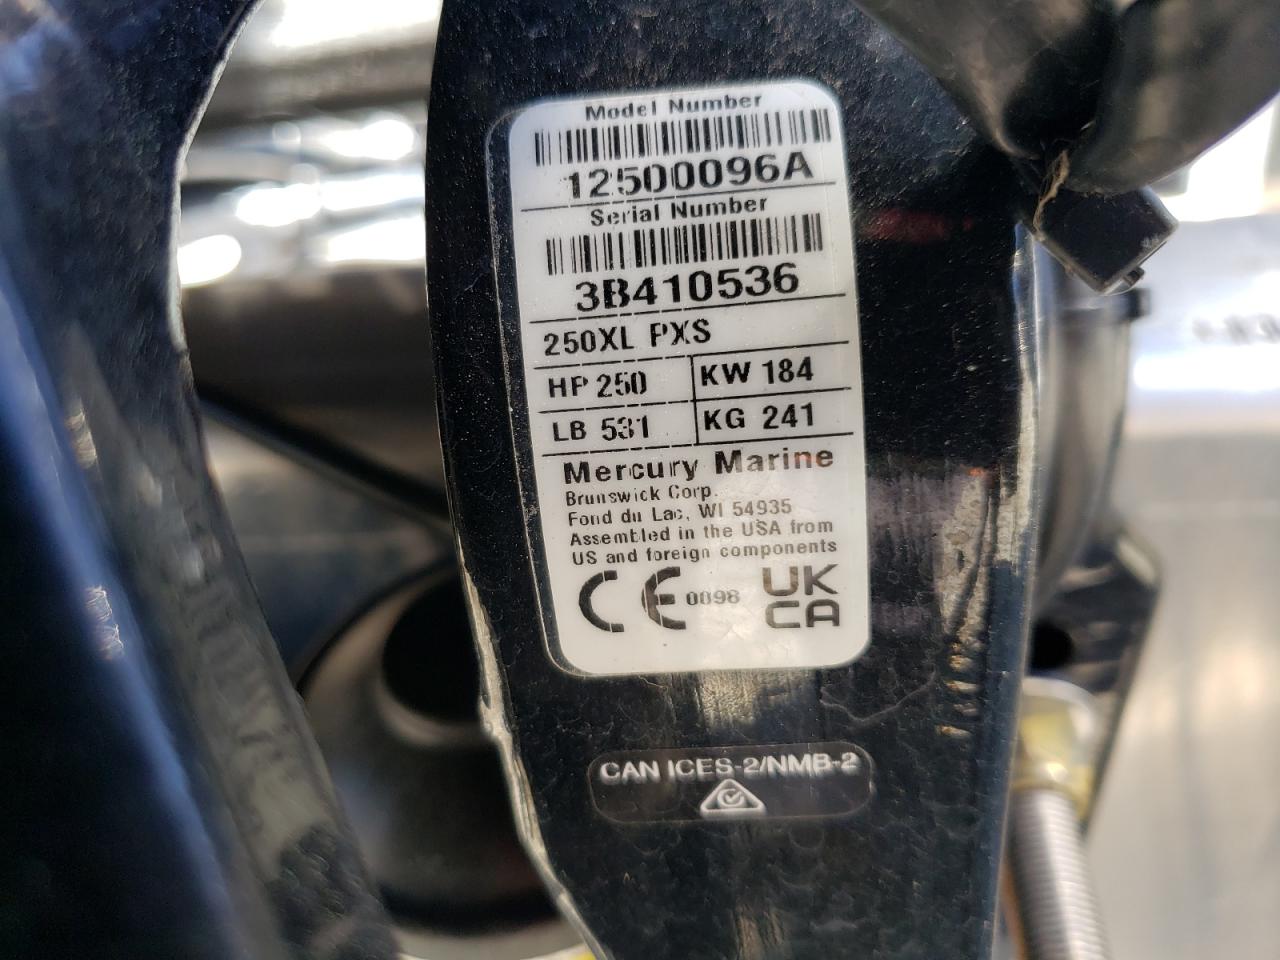 Model Number
12500096A
Serial Number
3B410536
250XL PXS
HP 250 KW 184
LB 531 KG 241
Mercury Marine
Brunswick Corp.
Fond du Lac, WI 54935
Assembled in the USA from
US and foreign components
CE 0098 UK
CA
CAN ICES-2/NMB-2